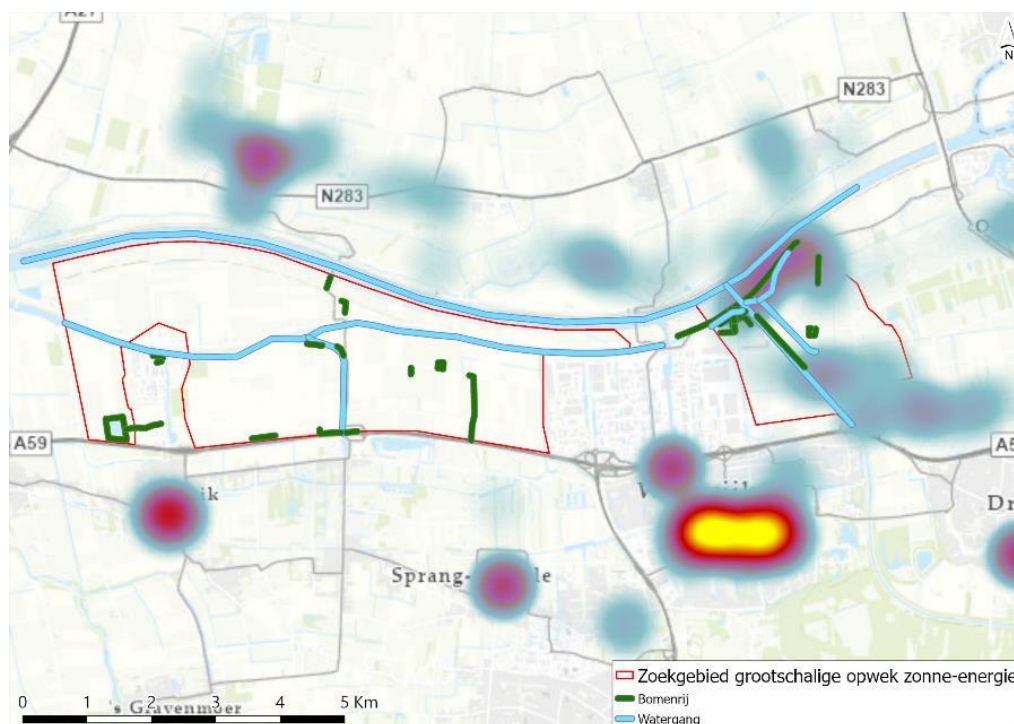 A27
N
N283
N283
A59
A5
ik
W
Dr
Sprang-
le
Zoekgebied grootschalige opwek zonne-energie
Bomenrij
Watergang
0 1 2 3 4 5 Km
's Gravenmoer